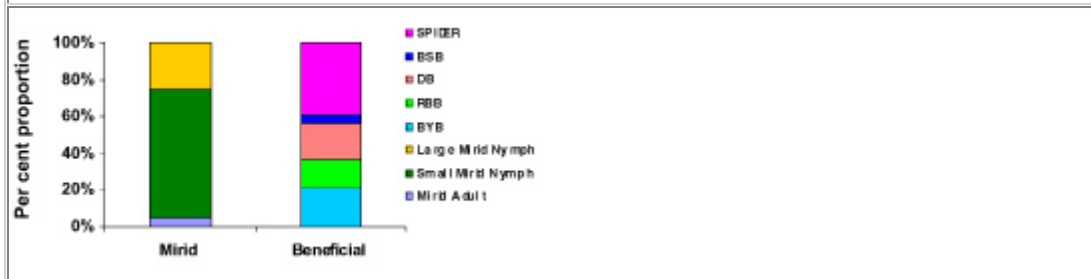 Per cent proportion
100%
80%
60%
40%
20%
0%
Mirid
Beneficial
SPIDER
BSB
DB
RBB
BYB
Large Mirid Nymph
Small Mirid Nymph
Mirid Adult